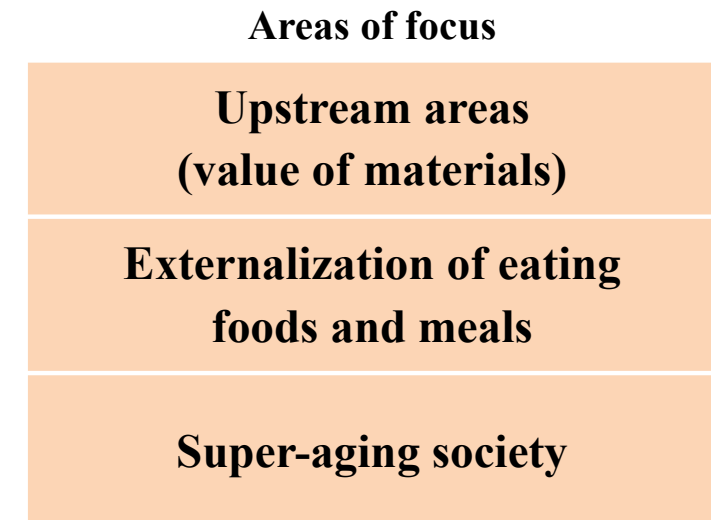 Areas of focus
Upstream areas
(value of materials)
Externalization of eating
foods and meals
Super-aging society